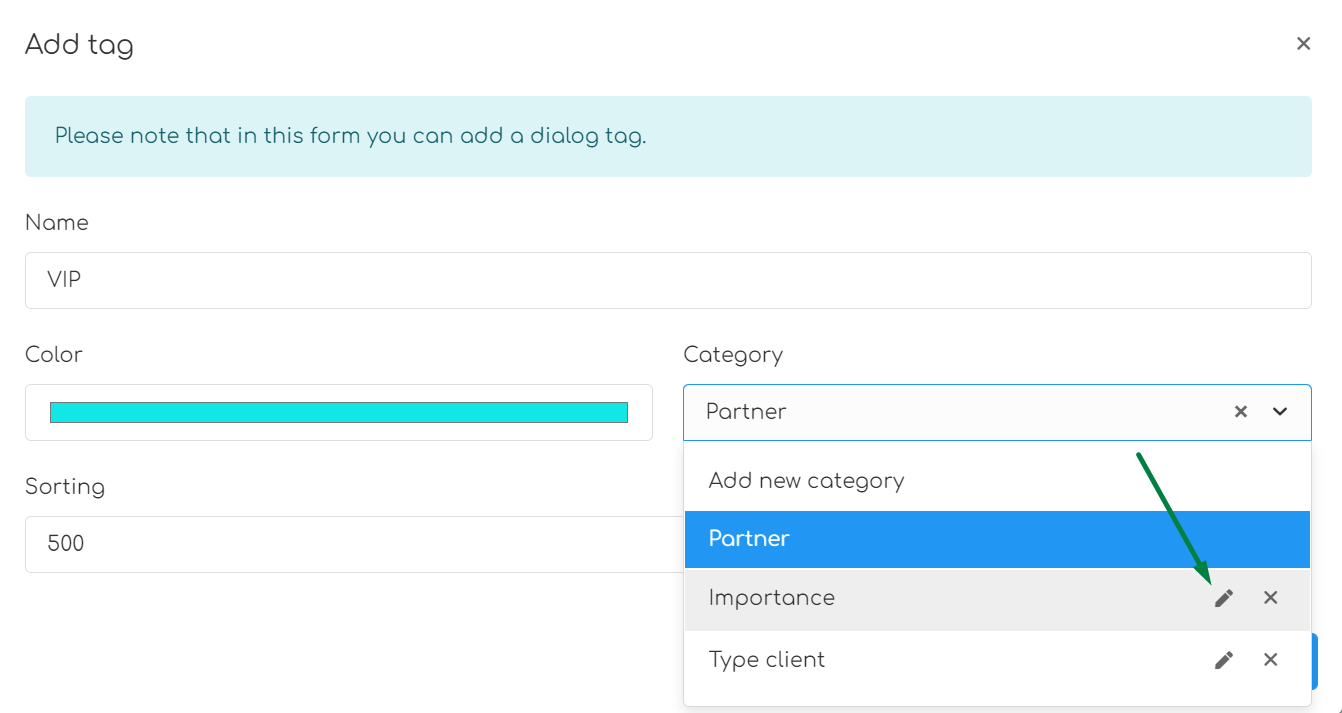 Add tag
Please note that in this form you can add a dialog tag.
Name
VIP
Color
Category
Partner
Sorting
500
Add new category
Partner
Importance
Type client